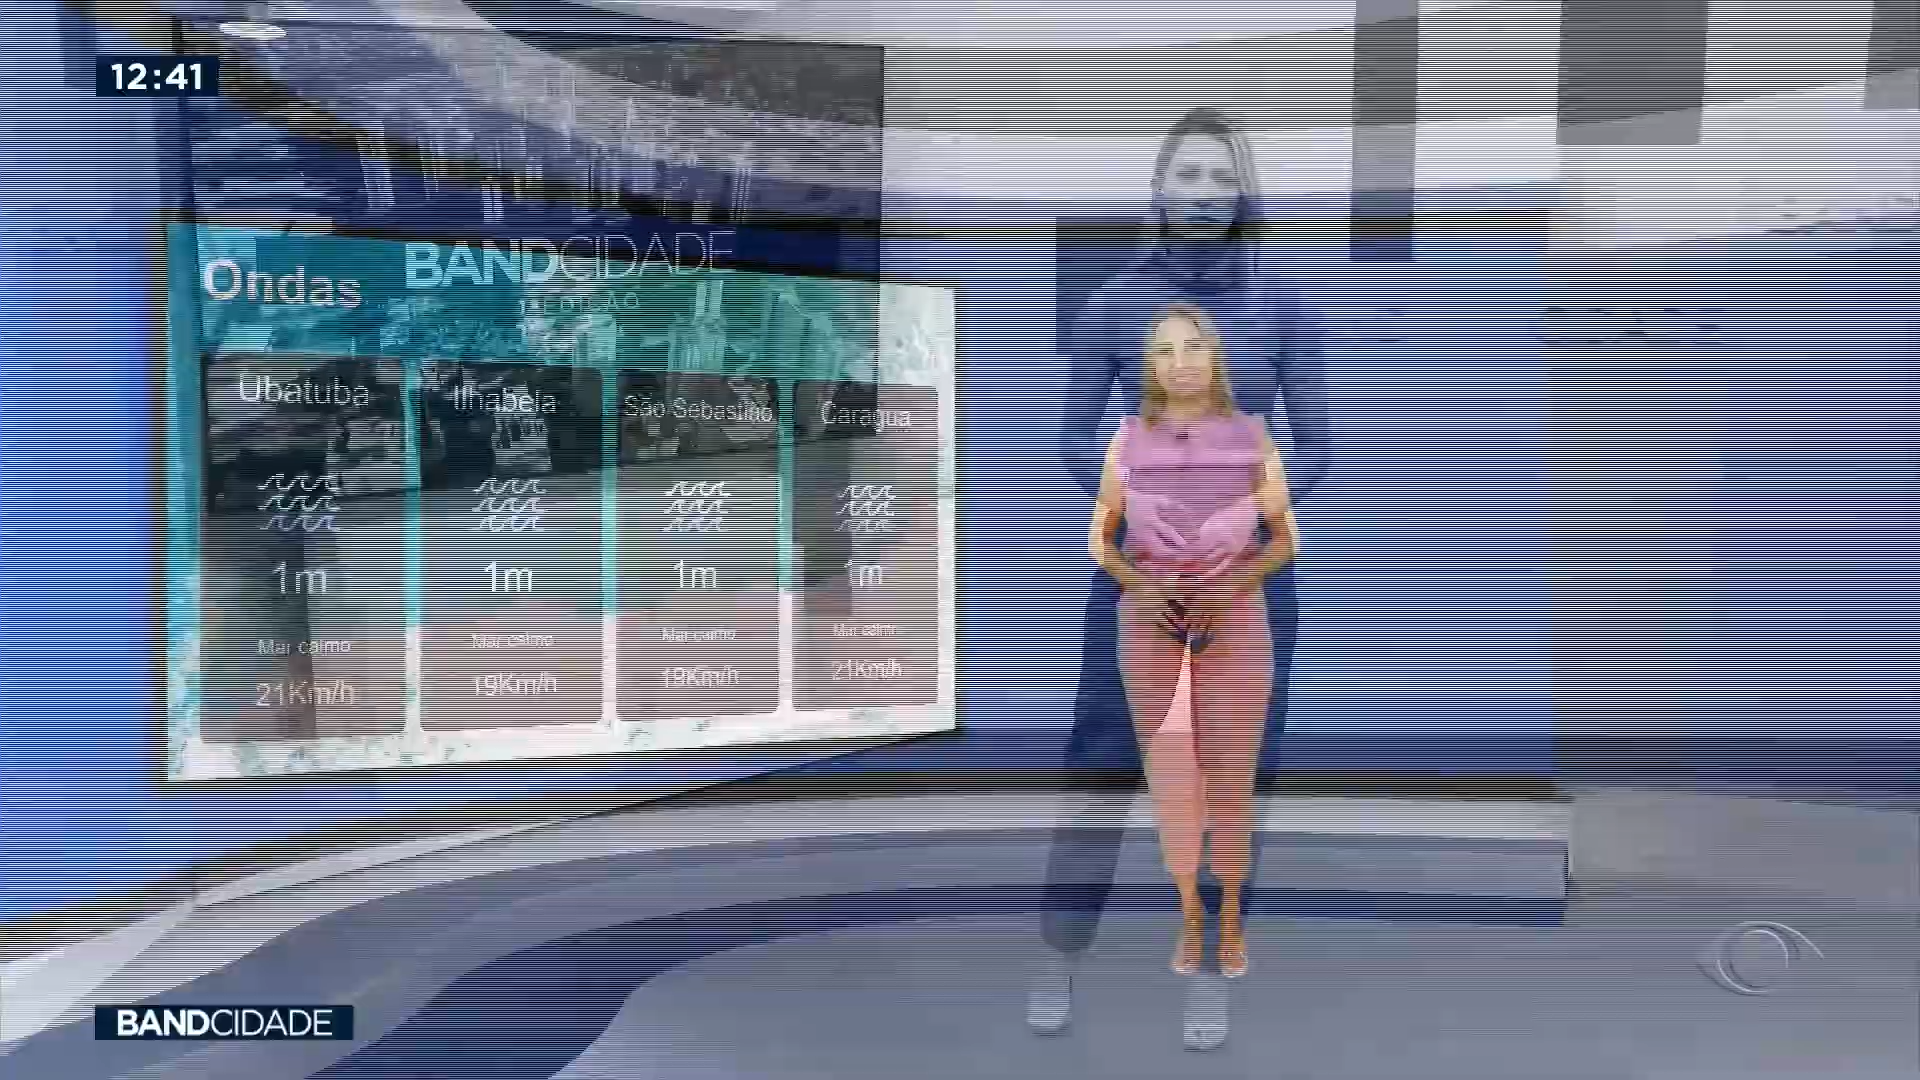 12:41
BANDCIDADE
1ª EDIÇÃO
Ondas
Ubatuba
Ilhabela
São Sebastião
Caragua
1m
1m
1m
1m
Mar calmo
Mar calmo
Mar calmo
Mar calmo
21Km/h
19Km/h
19Km/h
21Km/h
BANDCIDADE